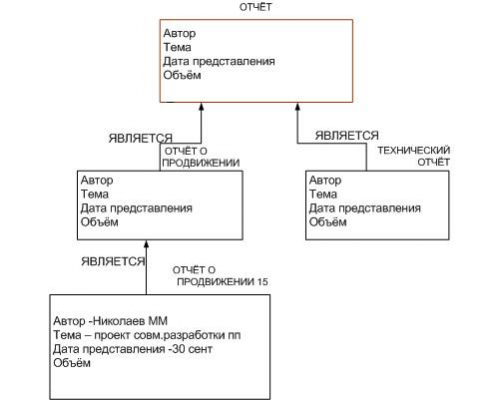 ОТЧЁТ
Автор
Тема
Дата представления
Объём
ЯВЛЯЕТСЯ
ЯВЛЯЕТСЯ
ОТЧЁТ О
ПРОДВИЖЕНИИ
ТЕХНИЧЕСКИЙ
ОТЧЁТ
Автор
Тема
Дата представления
Объём
Автор
Тема
Дата представления
Объём
ЯВЛЯЕТСЯ
ОТЧЁТ О
ПРОДВИЖЕНИИ 15
Автор -Николаев ММ
Тема – проект совм.разработки пп
Дата представления -30 сент
Объём